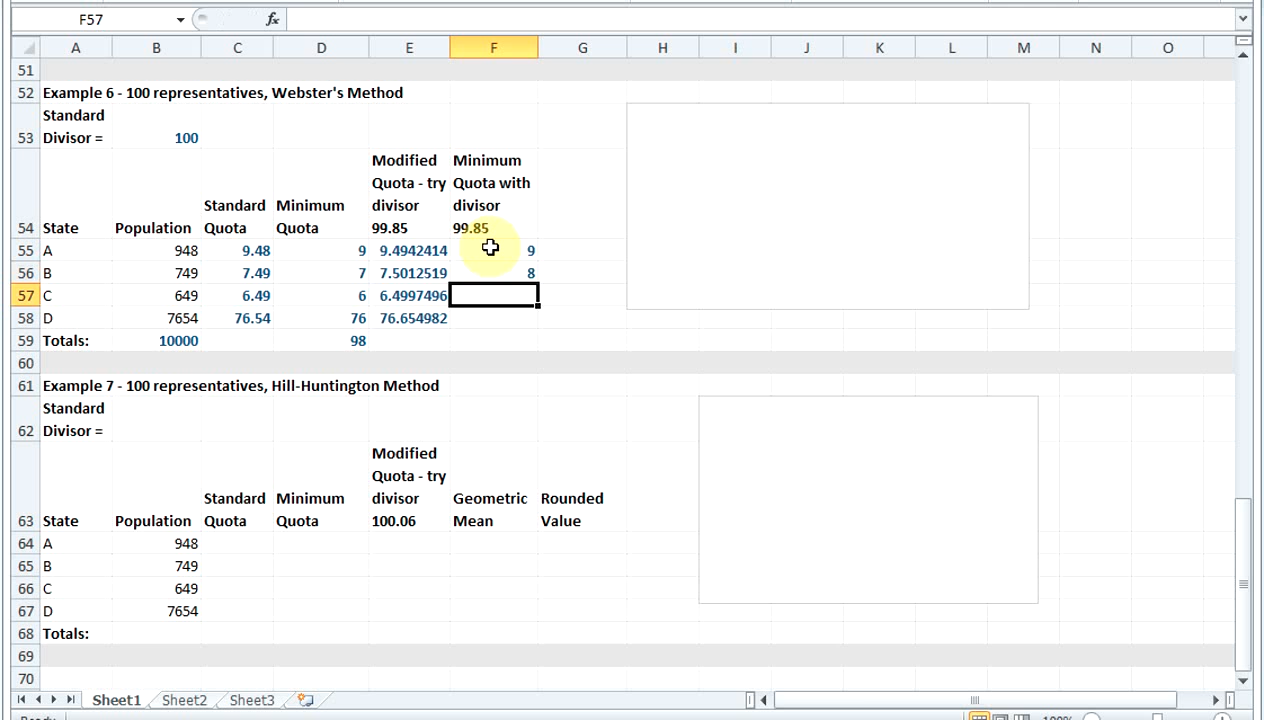 F57
fx
A B C D E F G H I J K L M N O
51
52 Example 6 - 100 representatives, Webster's Method
Standard
53 Divisor = 100
Modified Minimum
Quota - try Quota with
Standard Minimum divisor divisor
54 State Population Quota Quota 99.85 99.85
55 A 948 9.48 9 9.4942414 9
56 B 749 7.49 7 7.5012519 8
57 C 649 6.49 6 6.4997496
58 D 7654 76.54 76 76.654982
59 Totals: 10000 98
60
61 Example 7 - 100 representatives, Hill-Huntington Method
Standard
62 Divisor =
Modified
Quota - try
Standard Minimum divisor Geometric Rounded
63 State Population Quota Quota 100.06 Mean Value
64 A 948
65 B 749
66 C 649
67 D 7654
68 Totals:
69
70
Sheet1 Sheet2 Sheet3
Ready 100%